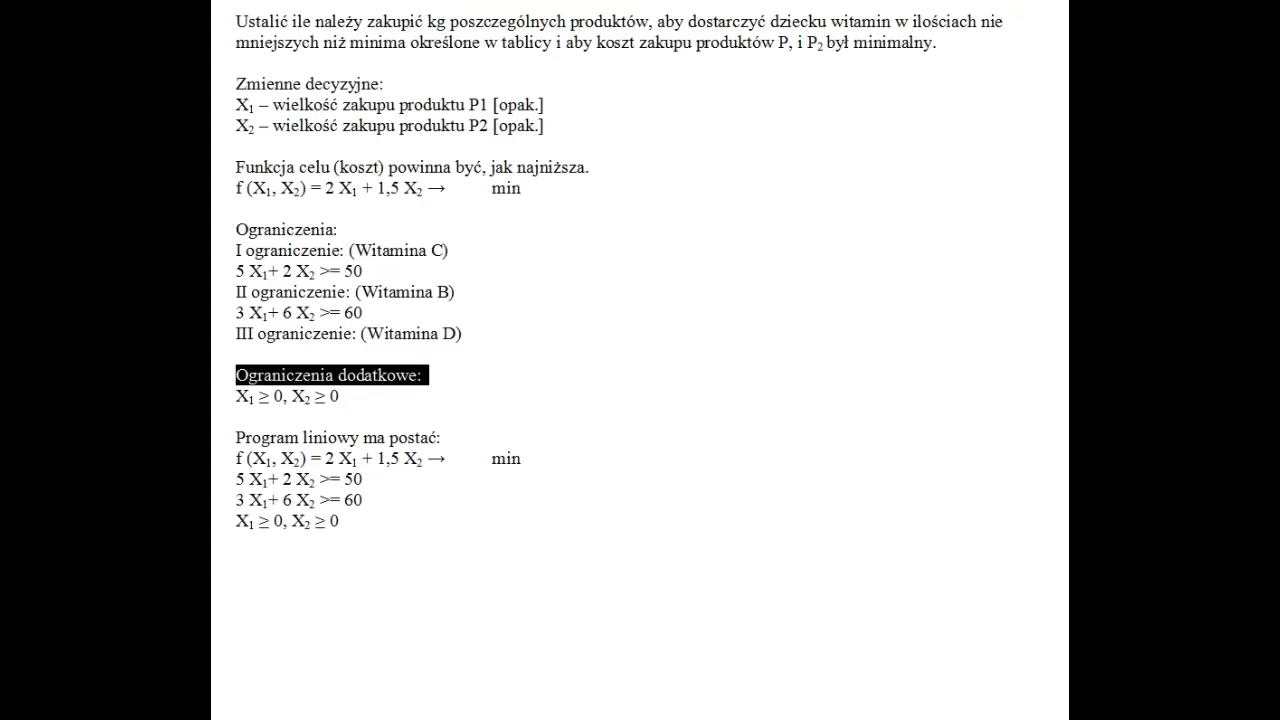 Ustalić ile należy zakupić kg poszczególnych produktów, aby dostarczyć dziecku witamin w ilościach nie
mniejszych niż minima określone w tablicy i aby koszt zakupu produktów P, i P₂ był minimalny.
Zmienne decyzyjne:
X₁ – wielkość zakupu produktu P1 [opak.]
X₂ – wielkość zakupu produktu P2 [opak.]
Funkcja celu (koszt) powinna być, jak najniższa.
f (X₁, X₂) = 2 X₁ + 1,5 X₂ → min
Ograniczenia:
I ograniczenie: (Witamina C)
5 X₁+ 2 X₂ >= 50
II ograniczenie: (Witamina B)
3 X₁+ 6 X₂ >= 60
III ograniczenie: (Witamina D)
Ograniczenia dodatkowe:
X₁ ≥ 0, X₂ ≥ 0
Program liniowy ma postać:
f (X₁, X₂) = 2 X₁ + 1,5 X₂ → min
5 X₁+ 2 X₂ >= 50
3 X₁+ 6 X₂ >= 60
X₁ ≥ 0, X₂ ≥ 0